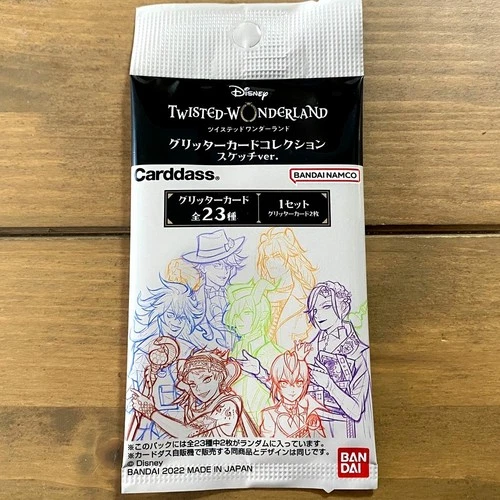 Disney
TWISTED-WONDERLAND
ツイステッドワンダーランド
グリッターカードコレクション
スケッチver.
Carddass®
BANDAI NAMCO
グリッターカード
全23種
1セット
グリッターカード2枚
※このパックには全23種中2枚がランダムに入っています。
※カードダス自販機で販売する同商品とデザインは同じです。
© Disney
BANDAI 2022 MADE IN JAPAN
BAN
DAI